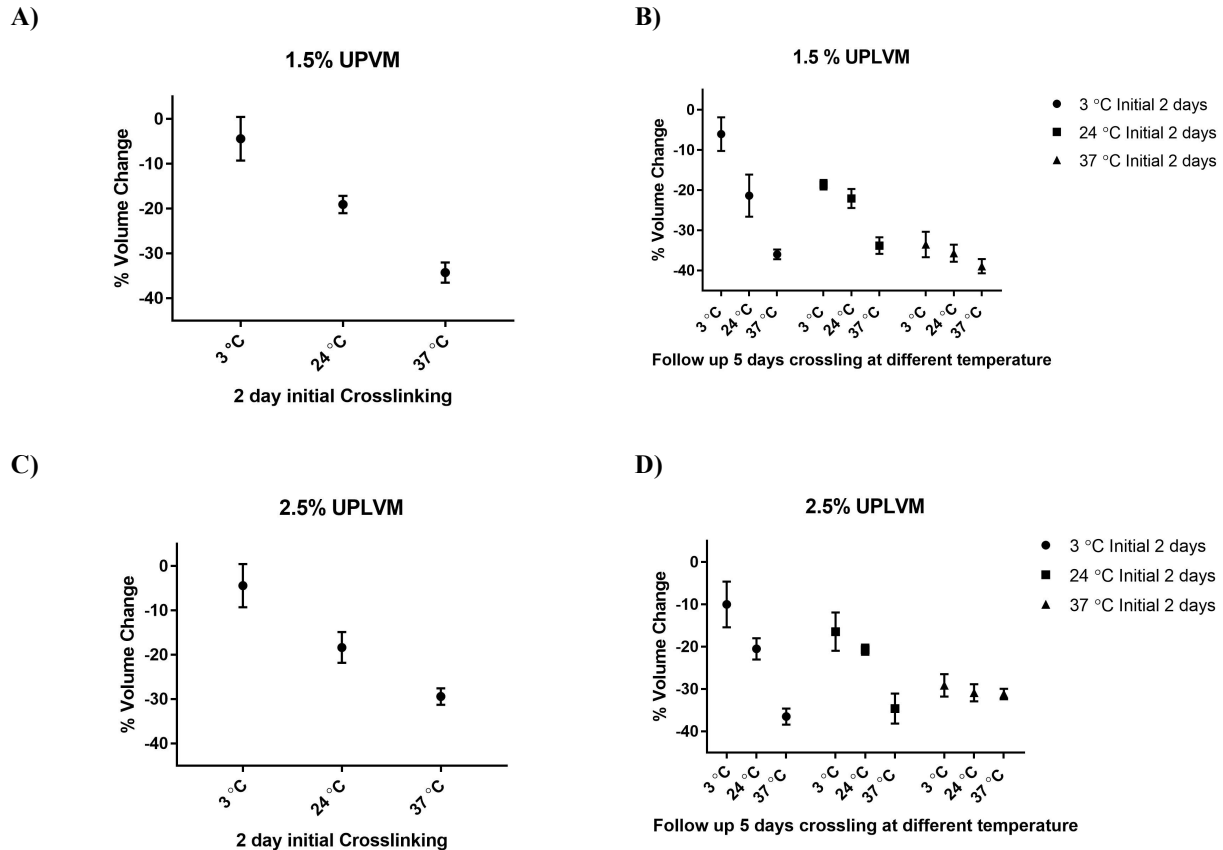 A)
1.5% UPVM
% Volume Change
0
-10
-20
-30
-40
3 °C
24 °C
37 °C
2 day initial Crosslinking
B)
1.5 % UPLVM
% Volume Change
0
-10
-20
-30
-40
3 °C
24 °C
37 °C
3 °C
24 °C
37 °C
3 °C
24 °C
37 °C
Follow up 5 days crossling at different temperature
3 °C Initial 2 days
24 °C Initial 2 days
37 °C Initial 2 days
C)
2.5% UPLVM
% Volume Change
0
-10
-20
-30
-40
3 °C
24 °C
37 °C
2 day initial Crosslinking
D)
2.5% UPLVM
% Volume Change
0
-10
-20
-30
-40
3 °C
24 °C
37 °C
3 °C
24 °C
37 °C
3 °C
24 °C
37 °C
Follow up 5 days crossling at different temperature
3 °C Initial 2 days
24 °C Initial 2 days
37 °C Initial 2 days